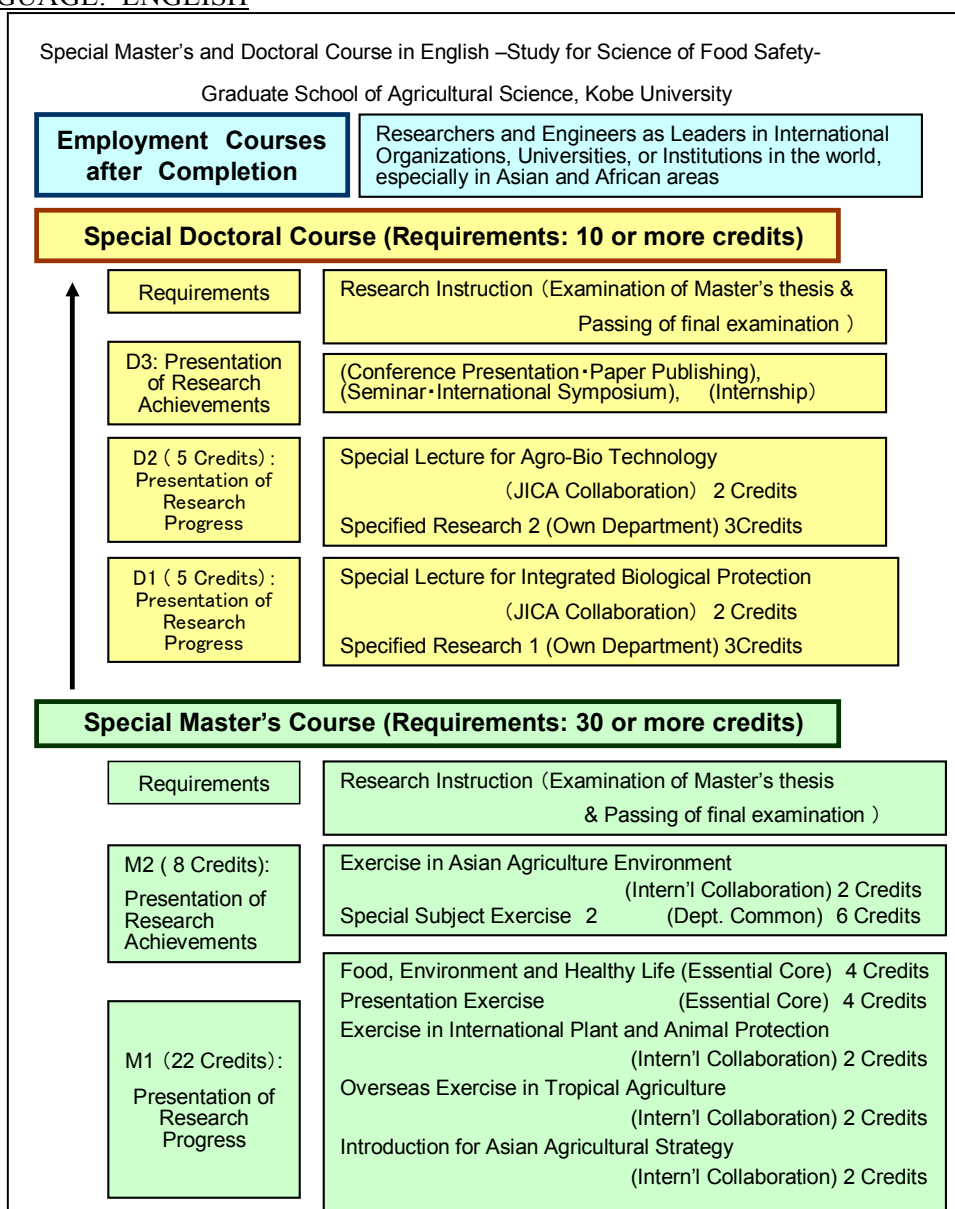 LANGUAGE: ENGLISH
Special Master's and Doctoral Course in English –Study for Science of Food Safety-
Graduate School of Agricultural Science, Kobe University
Employment Courses
after Completion
Researchers and Engineers as Leaders in International
Organizations, Universities, or Institutions in the world,
especially in Asian and African areas
Special Doctoral Course (Requirements: 10 or more credits)
Requirements
Research Instruction（Examination of Master's thesis &
Passing of final examination ）
D3: Presentation
of Research
Achievements
(Conference Presentation・Paper Publishing),
(Seminar・International Symposium), (Internship）
D2 ( 5 Credits）:
Presentation of
Research
Progress
Special Lecture for Agro-Bio Technology
（JICA Collaboration） 2 Credits
Specified Research 2 (Own Department) 3Credits
D1 ( 5 Credits）:
Presentation of
Research
Progress
Special Lecture for Integrated Biological Protection
（JICA Collaboration） 2 Credits
Specified Research 1 (Own Department) 3Credits
Special Master's Course (Requirements: 30 or more credits)
Requirements
Research Instruction（Examination of Master's thesis
& Passing of final examination ）
M2 ( 8 Credits):
Presentation of
Research
Achievements
Exercise in Asian Agriculture Environment
(Intern'l Collaboration) 2 Credits
Special Subject Exercise 2 (Dept. Common) 6 Credits
M1（22 Credits）:
Presentation of
Research
Progress
Food, Environment and Healthy Life (Essential Core) 4 Credits
Presentation Exercise (Essential Core) 4 Credits
Exercise in International Plant and Animal Protection
(Intern'l Collaboration) 2 Credits
Overseas Exercise in Tropical Agriculture
(Intern'l Collaboration) 2 Credits
Introduction for Asian Agricultural Strategy
(Intern'l Collaboration) 2 Credits